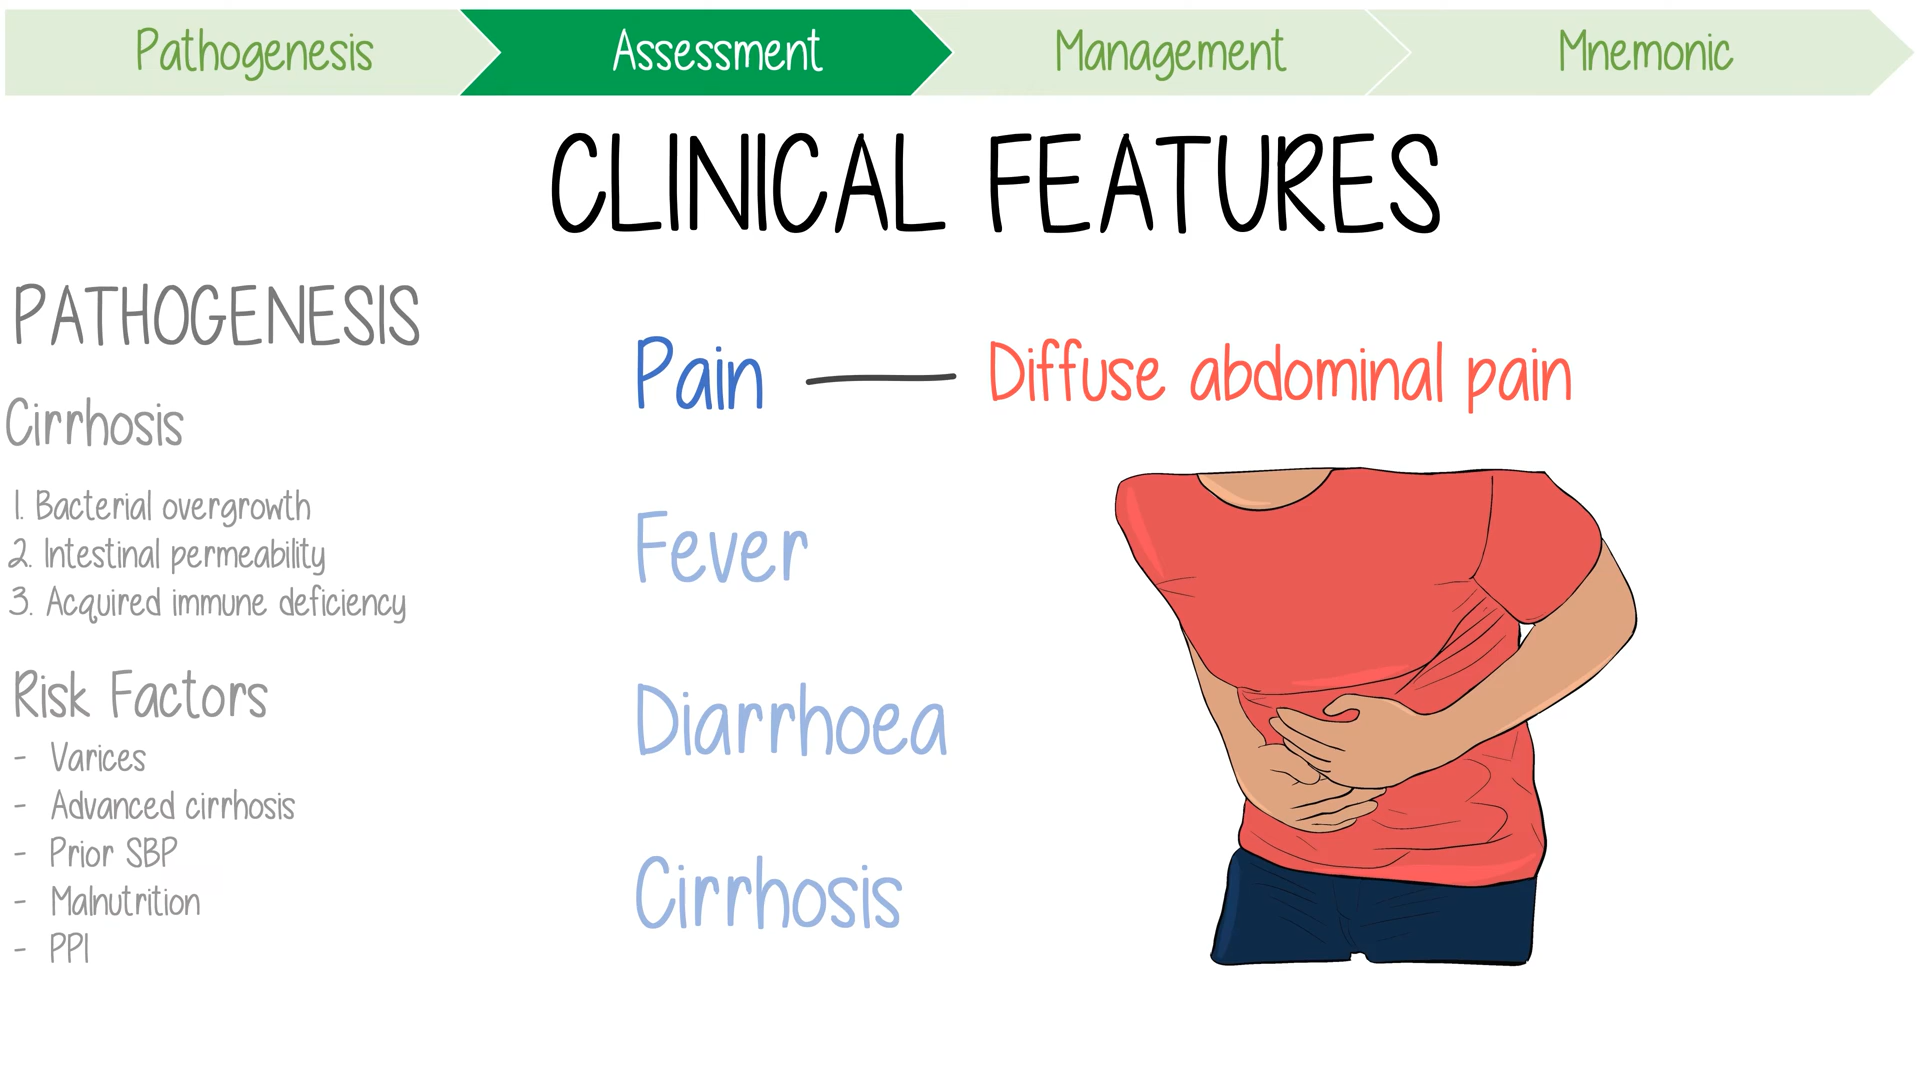 Pathogenesis
Assessment
Management
Mnemonic
CLINICAL FEATURES
PATHOGENESIS
Cirrhosis
1. Bacterial overgrowth
2. Intestinal permeability
3. Acquired immune deficiency
Risk Factors
- Varices
- Advanced cirrhosis
- Prior SBP
- Malnutrition
- PPI
Pain — Diffuse abdominal pain
Fever
Diarrhoea
Cirrhosis